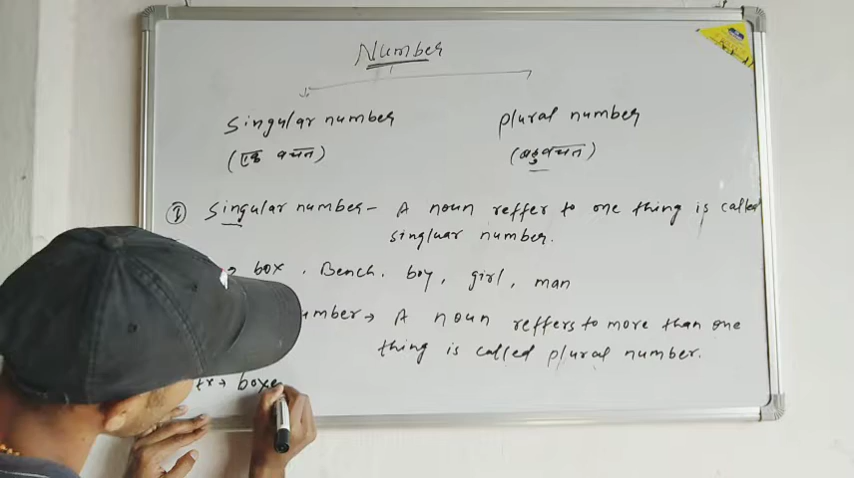 Number
Singular number plural number
(एक वचन) (बहुवचन)
① Singular number - A noun reffer to one thing is called
singluar number.
box, Bench, boy, girl, man
umber → A noun reffers to more than one
thing is called plural number.
Ex → boxe